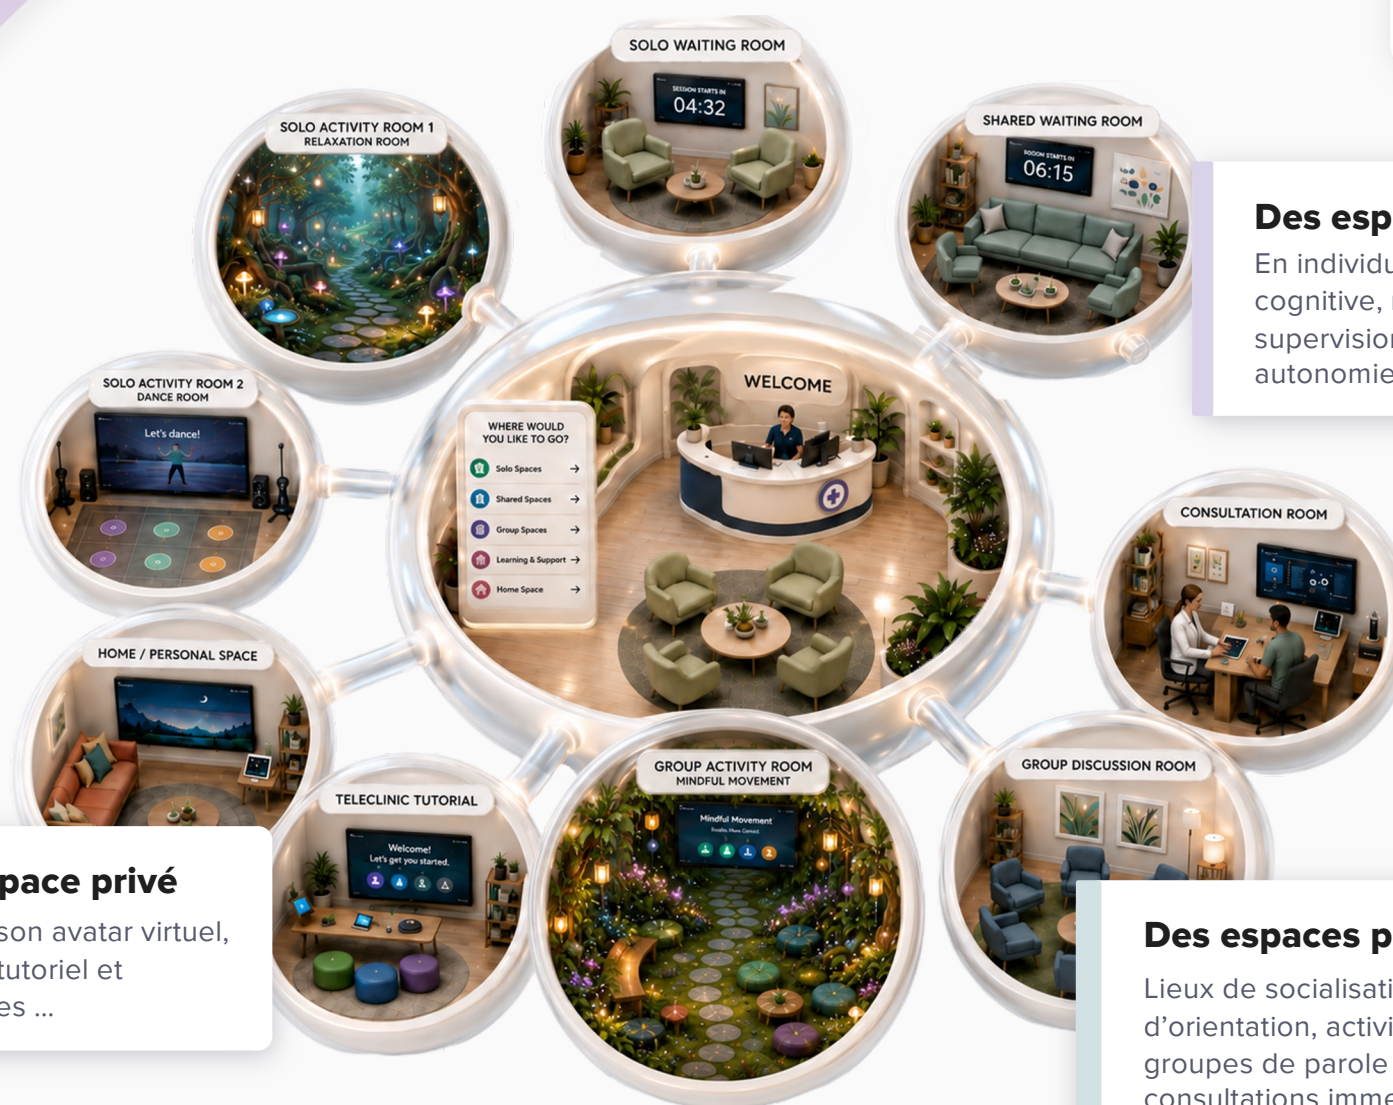 SOLO WAITING ROOM
SESSION STARTS IN
04:32
SOLO ACTIVITY ROOM 1
RELAXATION ROOM
SHARED WAITING ROOM
ROOM STARTS IN
06:15
Des esp
En individu
cognitive,
supervision
autonomie
SOLO ACTIVITY ROOM 2
DANCE ROOM
Let's dance!
WELCOME
WHERE WOULD
YOU LIKE TO GO?
Solo Spaces →
Shared Spaces →
Group Spaces →
Learning & Support →
Home Space →
CONSULTATION ROOM
HOME / PERSONAL SPACE
TELECLINIC TUTORIAL
Welcome!
Let's get you started.
GROUP ACTIVITY ROOM
MINDFUL MOVEMENT
Mindful Movement
GROUP DISCUSSION ROOM
pace privé
son avatar virtuel,
tutoriel et
es ...
Des espaces p
Lieux de socialisati
d'orientation, activi
groupes de parole
consultations imme